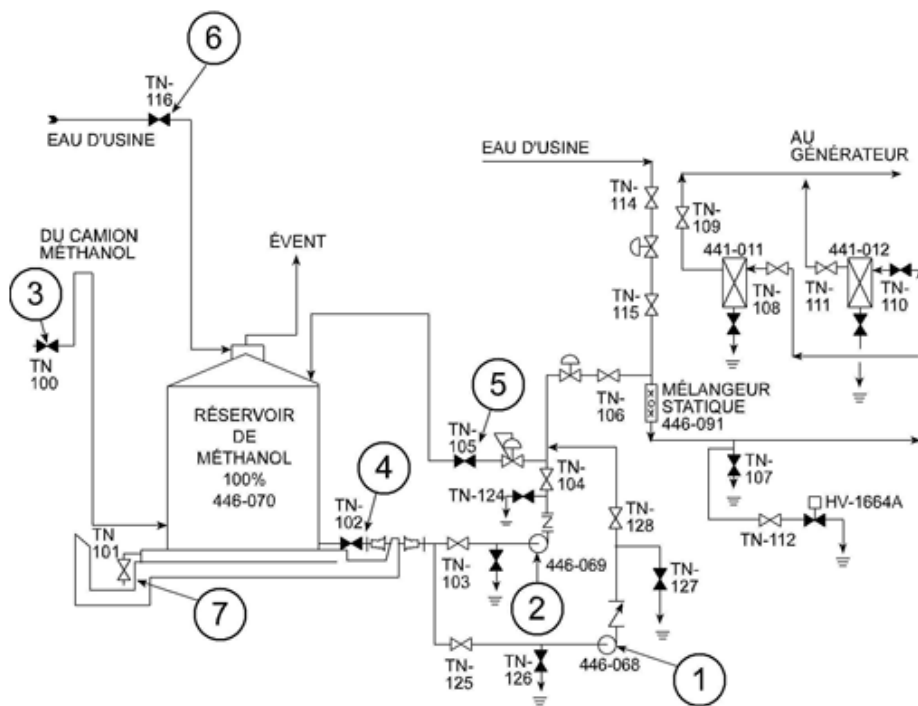 6
TN-
116
EAU D'USINE
EAU D'USINE
AU
GÉNÉRATEUR
TN-
114
TN-
109
441-011
441-012
DU CAMION
MÉTHANOL
ÉVENT
3
TN
100
TN-
115
TN-
108
TN-
111
TN-
110
RÉSERVOIR
DE
MÉTHANOL
100%
446-070
5
TN-
105
TN-
106
MÉLANGEUR
STATIQUE
446-091
4
TN-
102
TN-124
TN-
104
TN-
128
TN-
107
HV-1664A
TN-112
TN
101
TN-
103
446-069
TN-
127
7
2
TN-
125
TN-
126
446-068
1